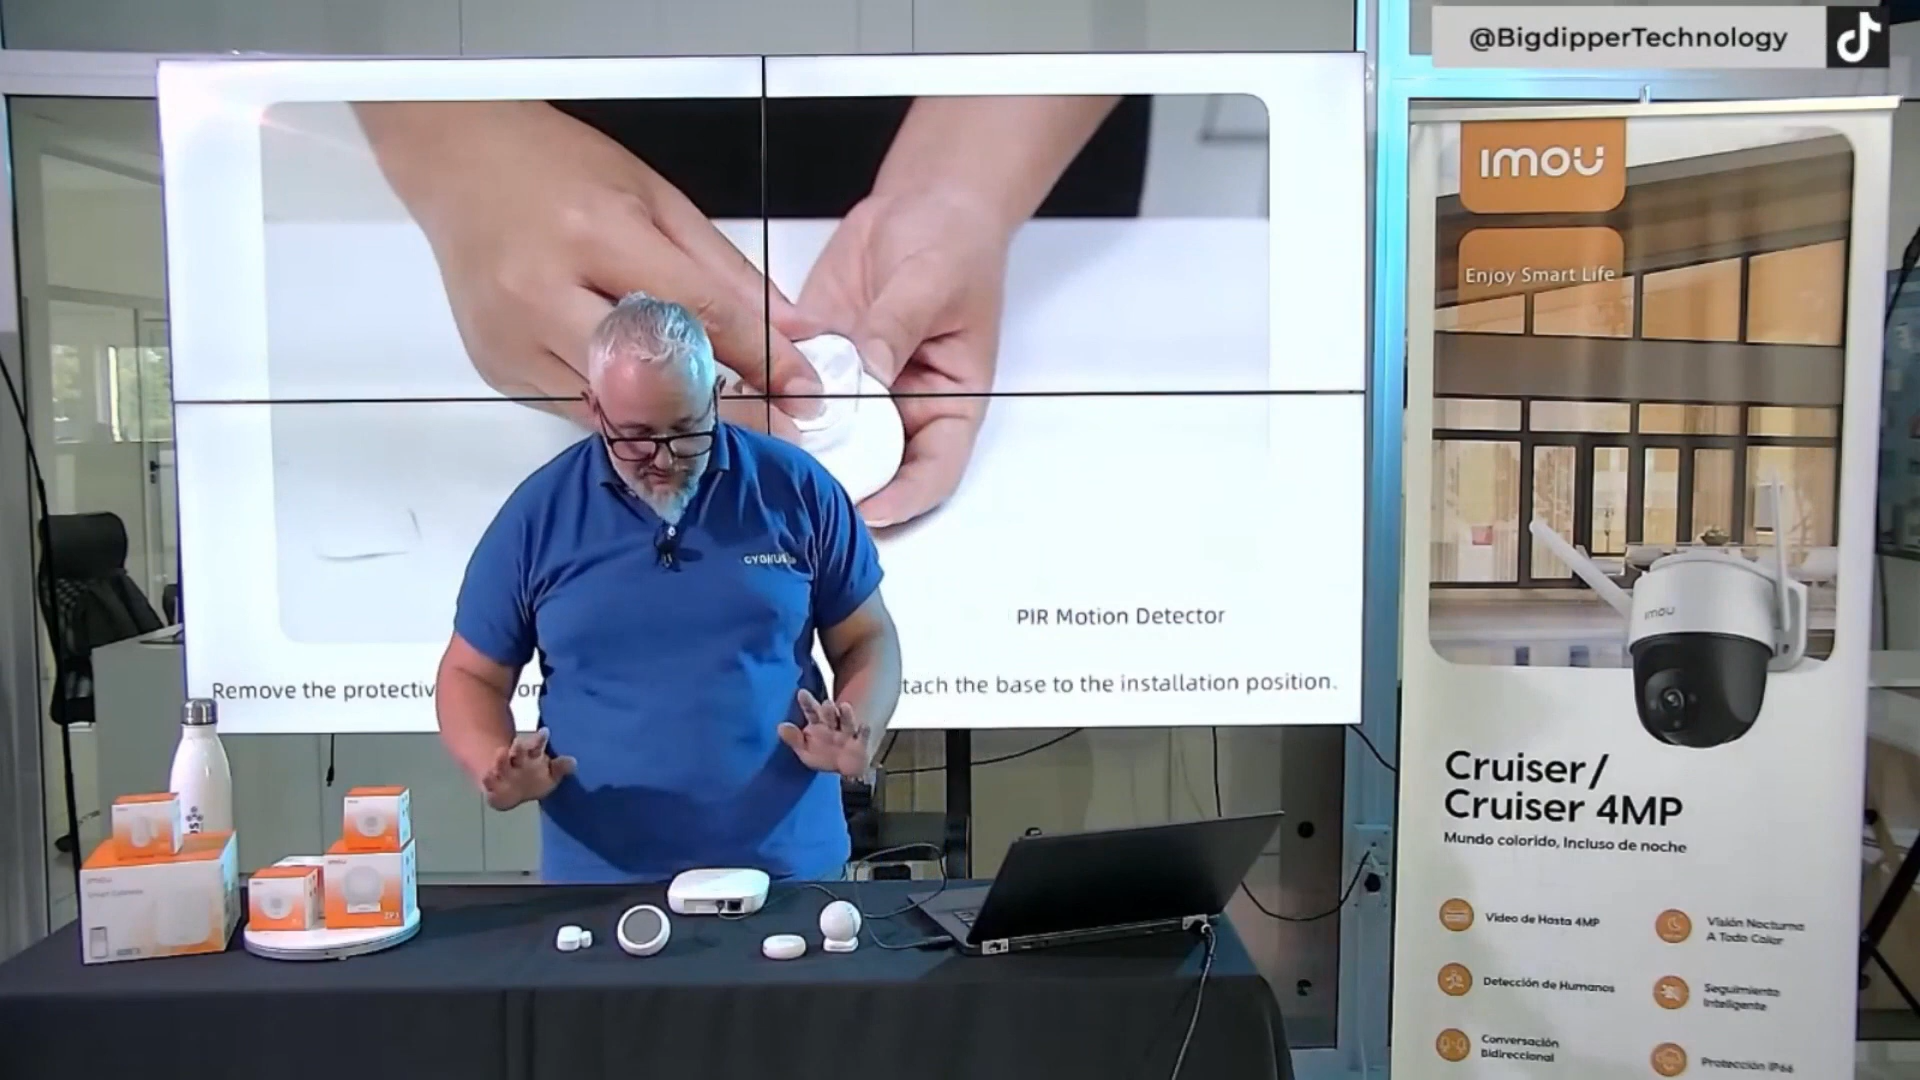 @BigdipperTechnology
imou
Enjoy Smart Life
imou
PIR Motion Detector
Remove the protectiv
tach the base to the installation position.
Cruiser/
Cruiser 4MP
Mundo colorido, Incluso de noche
Video de Hasta 4MP
Visión Nocturna
A Todo Color
Detección de Humanos
Seguimiento
Inteligente
Conversación
Bidireccional
Protección IP66